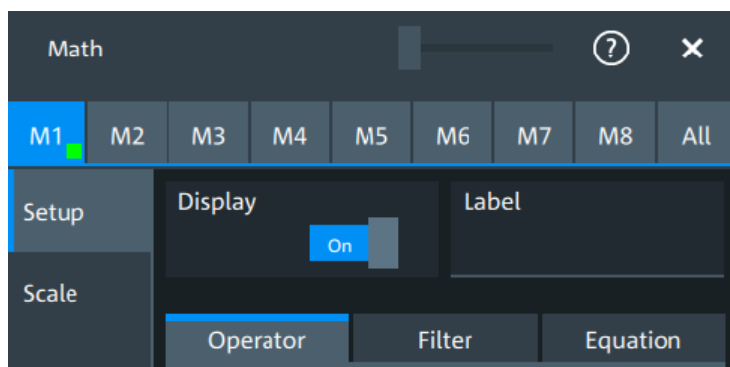 Math ?
M1 M2 M3 M4 M5 M6 M7 M8 All
Setup Display Label
On
Scale
Operator Filter Equation